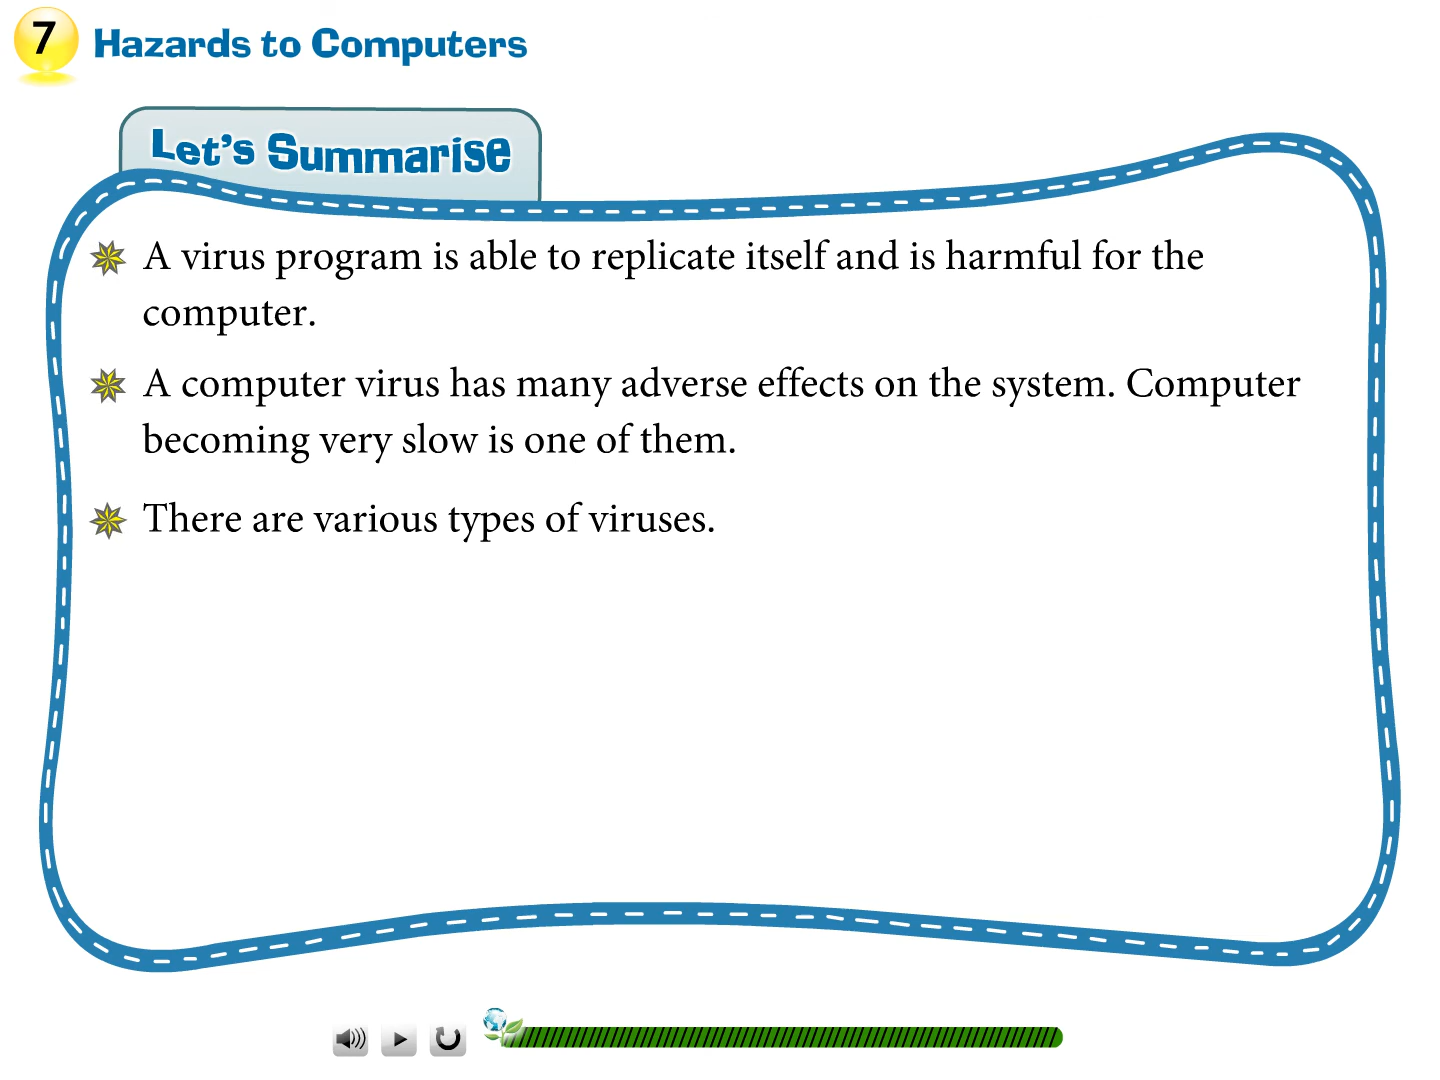 7 Hazards to Computers
Let's Summarise
A virus program is able to replicate itself and is harmful for the
computer.
A computer virus has many adverse effects on the system. Computer
becoming very slow is one of them.
There are various types of viruses.